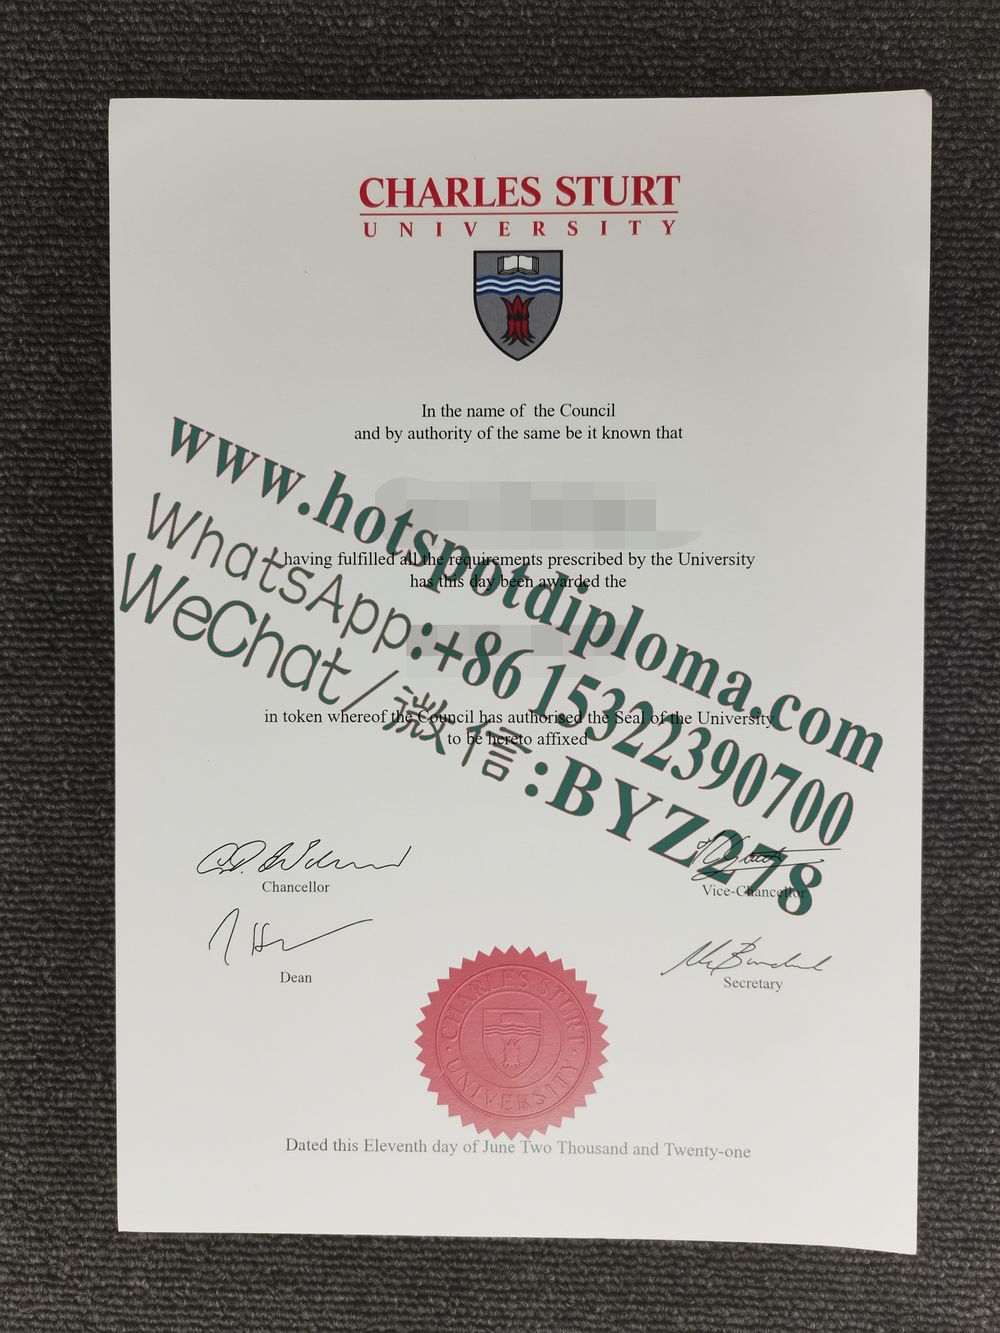 CHARLES STURT
UNIVERSITY
In the name of the Council
and by authority of the same be it known that
www.hotspotdiploma.com
having fulfilled all the requirements prescribed by the University
has this day been awarded the
WhatsApp:+86 15322390700
WeChat/微信:BYZ278
in token whereof the Council has authorised the Seal of the University
to be hereto affixed
Chancellor
Vice-Chancellor
Dean
Secretary
CHARLES STURT
UNIVERSITY
Dated this Eleventh day of June Two Thousand and Twenty-one